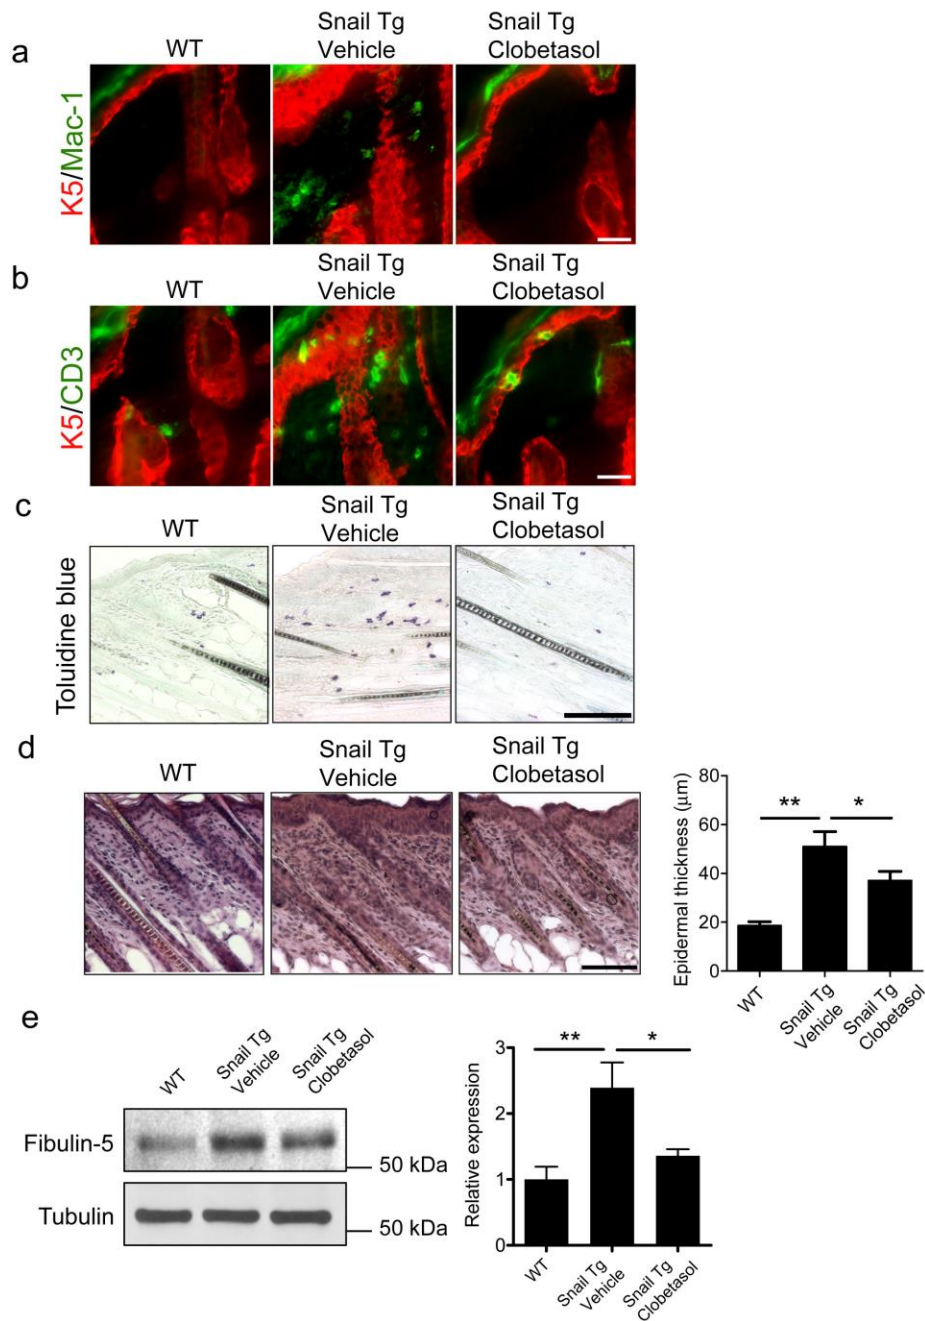 a
WT
Snail Tg
Vehicle
Snail Tg
Clobetasol
K5/Mac-1
b
WT
Snail Tg
Vehicle
Snail Tg
Clobetasol
K5/CD3
c
WT
Snail Tg
Vehicle
Snail Tg
Clobetasol
Toluidine blue
d
WT
Snail Tg
Vehicle
Snail Tg
Clobetasol
Epidermal thickness (µm)
80
60
40
20
0
**
*
WT
Snail Tg
Vehicle
Snail Tg
Clobetasol
e
WT
Snail Tg
Vehicle
Snail Tg
Clobetasol
Fibulin-5
50 kDa
Tubulin
50 kDa
Relative expression
3
2
1
0
**
*
WT
Snail Tg
Vehicle
Snail Tg
Clobetasol